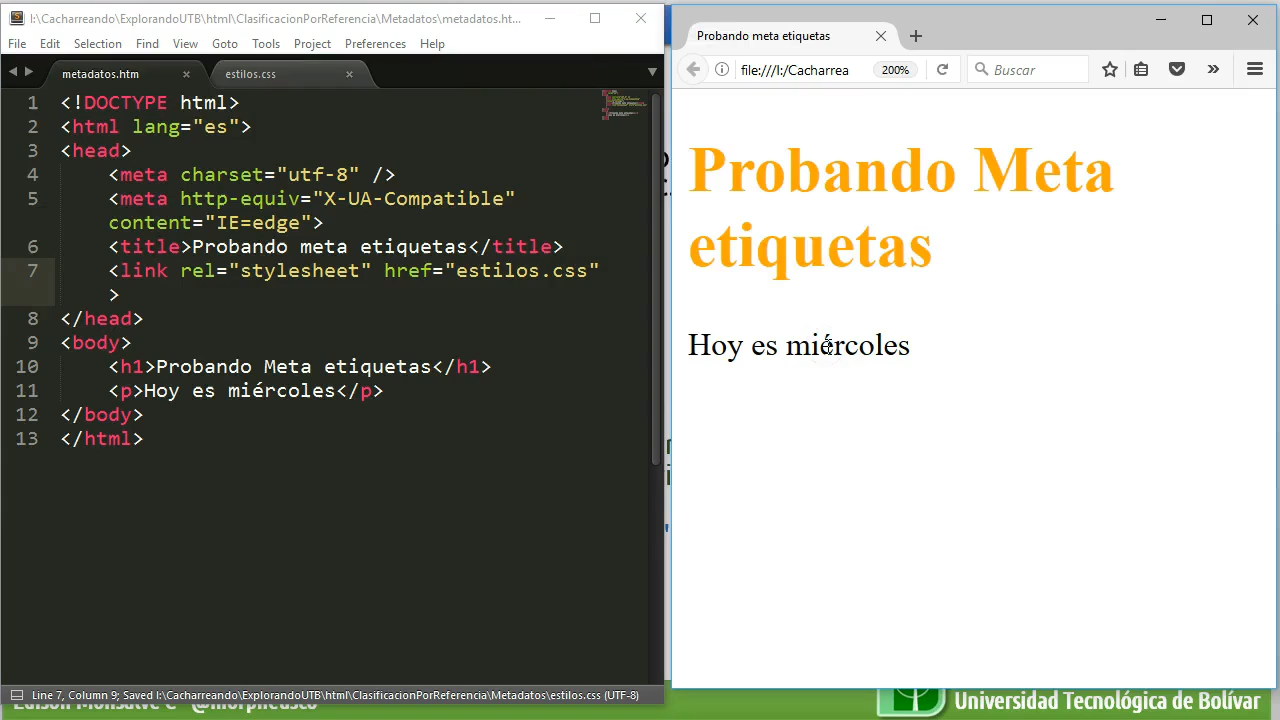 I:\Cacharreando\ExplorandoUTB\html\ClasificacionPorReferencia\Metadatos\metadatos.ht...
File Edit Selection Find View Goto Tools Project Preferences Help
metadatos.htm estilos.css
1 <!DOCTYPE html>
2 <html lang="es">
3 <head>
4 <meta charset="utf-8" />
5 <meta http-equiv="X-UA-Compatible"
content="IE=edge">
6 <title>Probando meta etiquetas</title>
7 <link rel="stylesheet" href="estilos.css"
>
8 </head>
9 <body>
10 <h1>Probando Meta etiquetas</h1>
11 <p>Hoy es miércoles</p>
12 </body>
13 </html>
Line 7, Column 9; Saved I:\Cacharreando\ExplorandoUTB\html\ClasificacionPorReferencia\Metadatos\estilos.css (UTF-8)
Probando meta etiquetas
file:///I:/Cacharrea 200% Buscar
Probando Meta
etiquetas
Hoy es miércoles
Universidad Tecnológica de Bolívar